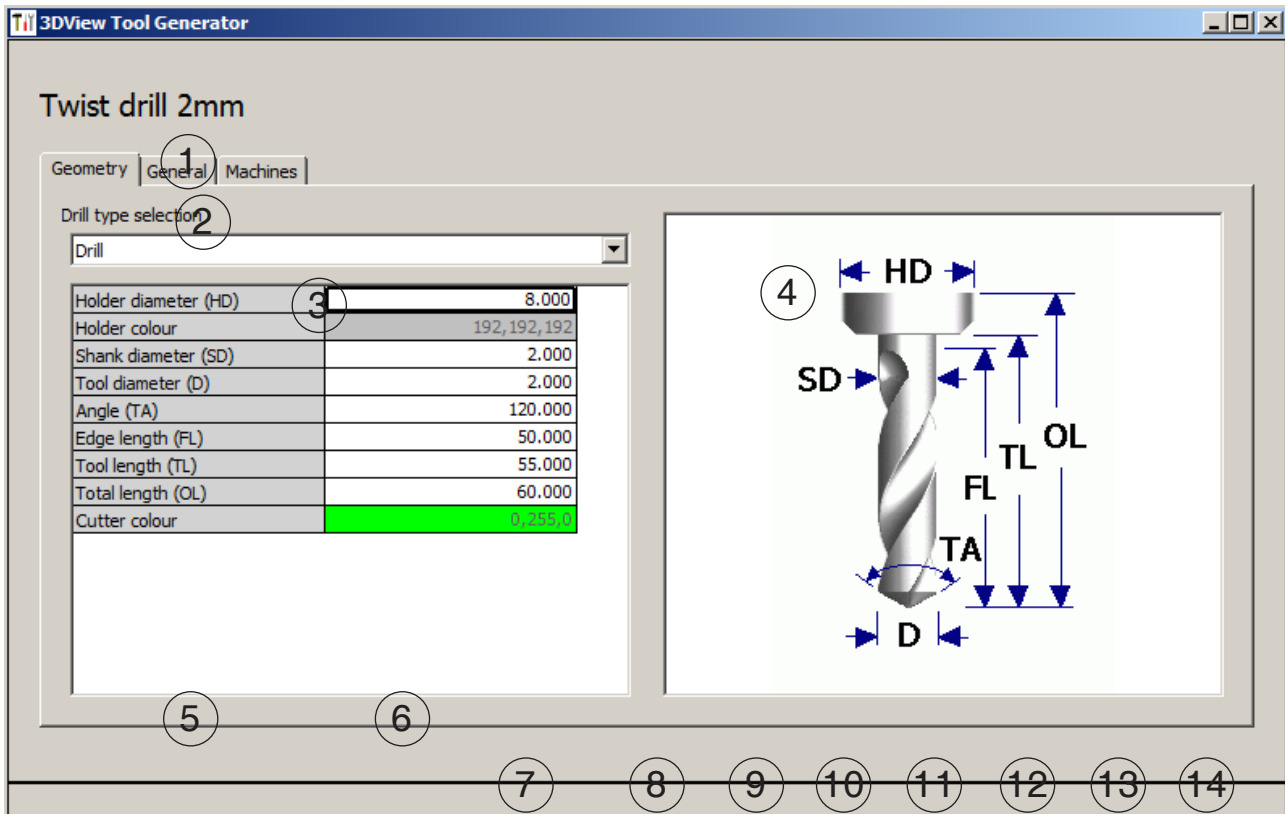 3DView Tool Generator
Twist drill 2mm
Geometry General Machines
1
Drill type selection
2
Drill
3
Holder diameter (HD) 8.000
Holder colour 192,192,192
Shank diameter (SD) 2.000
Tool diameter (D) 2.000
Angle (TA) 120.000
Edge length (FL) 50.000
Tool length (TL) 55.000
Total length (OL) 60.000
Cutter colour 0,255,0
4
HD
SD
OL
TL
FL
TA
D
5 6
7 8 9 10 11 12 13 14